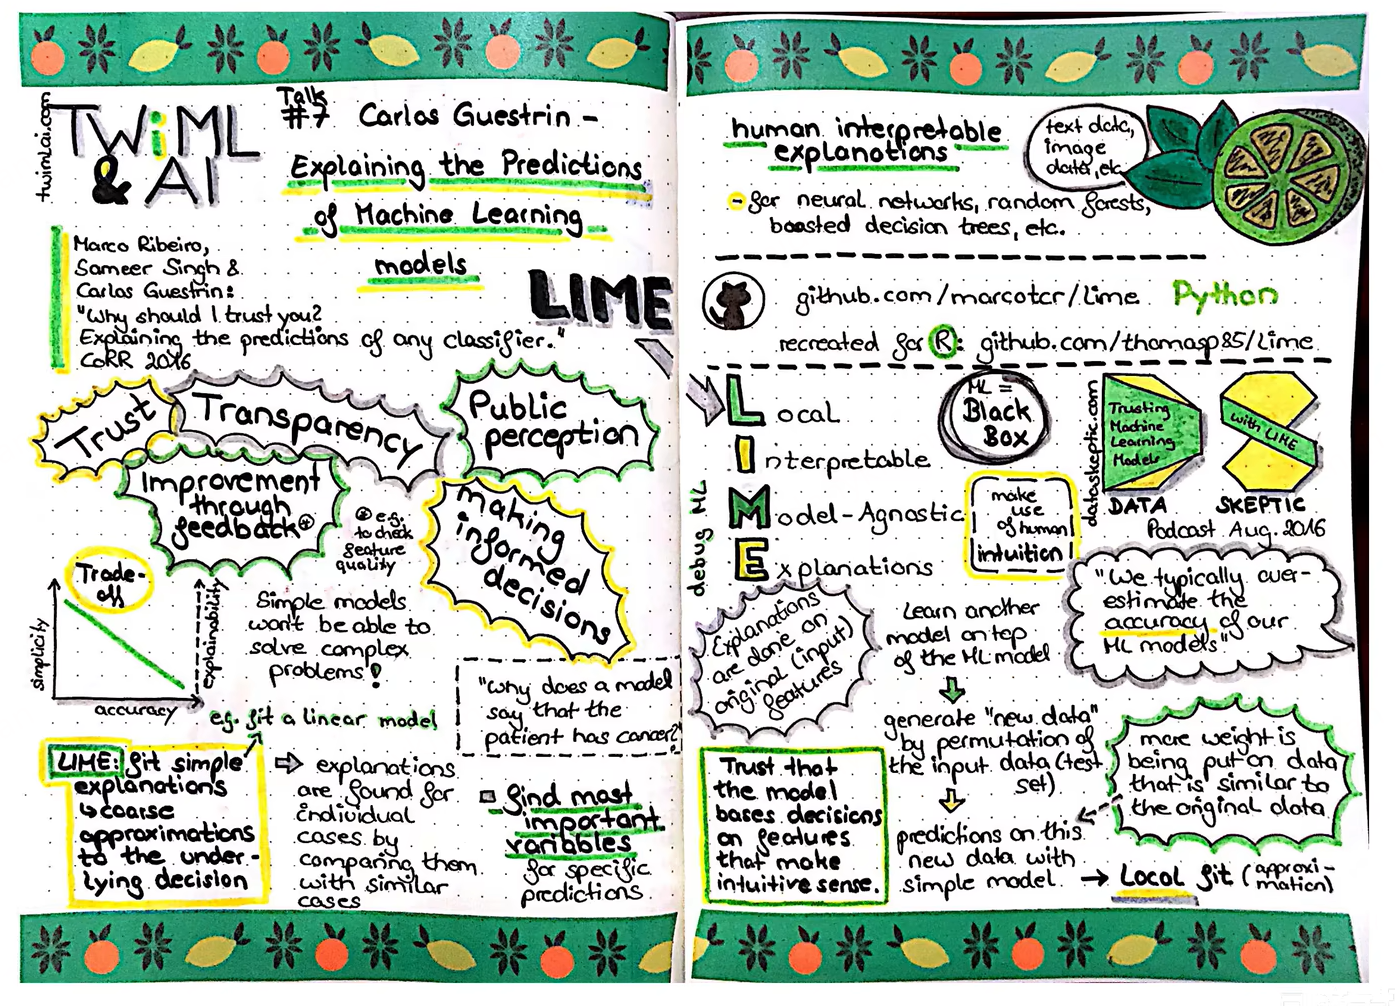 twimlai.com
TWiML
& AI
Talk
#7 Carlos Guestrin -
Explaining the Predictions
of Machine Learning
models
Marco Ribeiro,
Sameer Singh &
Carlos Guestrin:
"Why should I trust you?
Explaining the predictions of any classifier."
CoRR 2016
LIME
Trust
Transparency
Public
perception
Improvement
through
feedback*
* e.g.
to check
feature
quality
making
informed
decisions
Trade-
off
simplicity
accuracy
explainability
Simple models
won't be able to
solve complex
problems!
e.g. fit a linear model
"Why does a model
say that the
patient has cancer?"
LIME: fit simple
explanations
↳ coarse
approximations
to the under-
lying decision
⇨ explanations
are found for
individual
cases by
comparing them
with similar
cases
find most
important
variables
for specific
predictions
human interpretable
explanations
text data,
image
data, etc.
- for neural networks, random forests,
boosted decision trees, etc.
github.com/marcotcr/lime Python
recreated for R: github.com/thomasp85/lime
debug ML
Local
Interpretable
Model-Agnostic
Explanations
ML =
Black
Box
make
use
of human
intuition
dataskeptic.com
Trusting
Machine
Learning
Models
with LIME
DATA SKEPTIC
Podcast Aug. 2016
"We typically over-
estimate the
accuracy of our
ML models"
Explanations
are done on
original (input)
features
Learn another
model on top
of the ML model
generate "new data"
by permutation of
the input data (test
set)
predictions on this
new data with
simple model → Local fit (approxi-
mation)
more weight is
being put on data
that is similar to
the original data
Trust that
the model
bases decisions
on features
that make
intuitive sense.